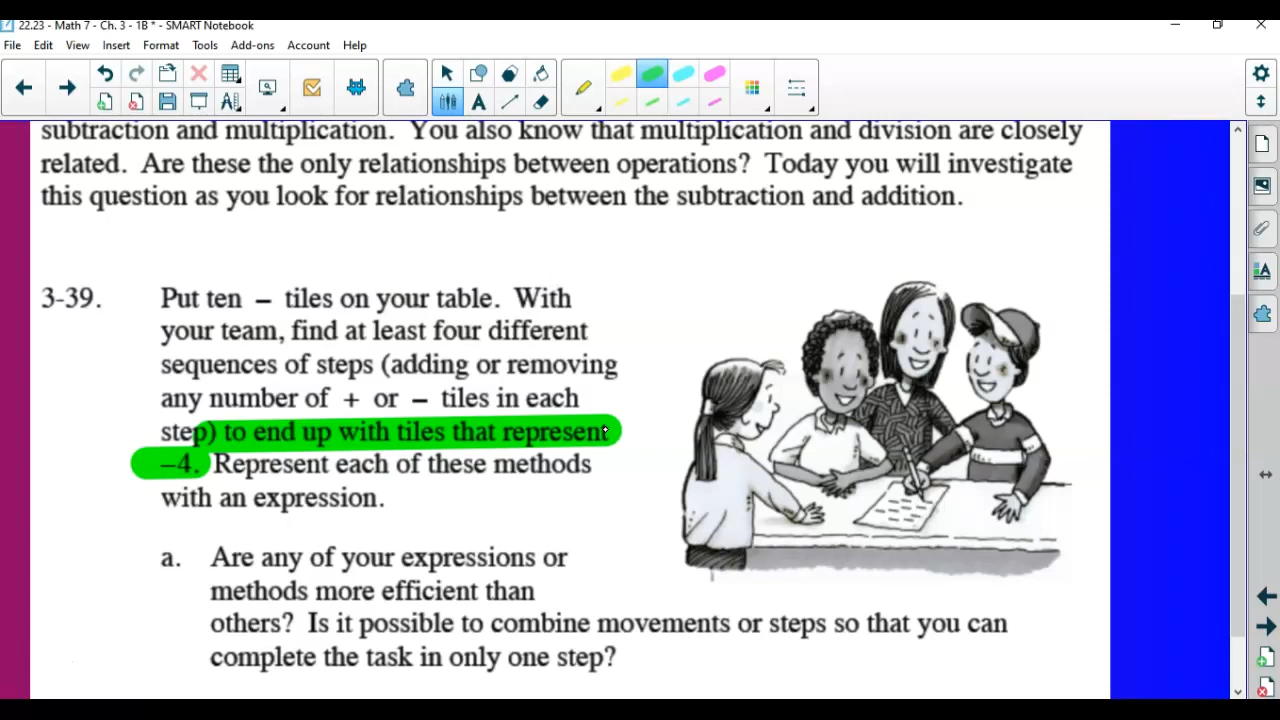 22.23 - Math 7 - Ch. 3 - 1B * - SMART Notebook
File Edit View Insert Format Tools Add-ons Account Help
subtraction and multiplication. You also know that multiplication and division are closely
related. Are these the only relationships between operations? Today you will investigate
this question as you look for relationships between the subtraction and addition.
3-39. Put ten – tiles on your table. With
your team, find at least four different
sequences of steps (adding or removing
any number of + or – tiles in each
step) to end up with tiles that represent
–4. Represent each of these methods
with an expression.
a. Are any of your expressions or
methods more efficient than
others? Is it possible to combine movements or steps so that you can
complete the task in only one step?